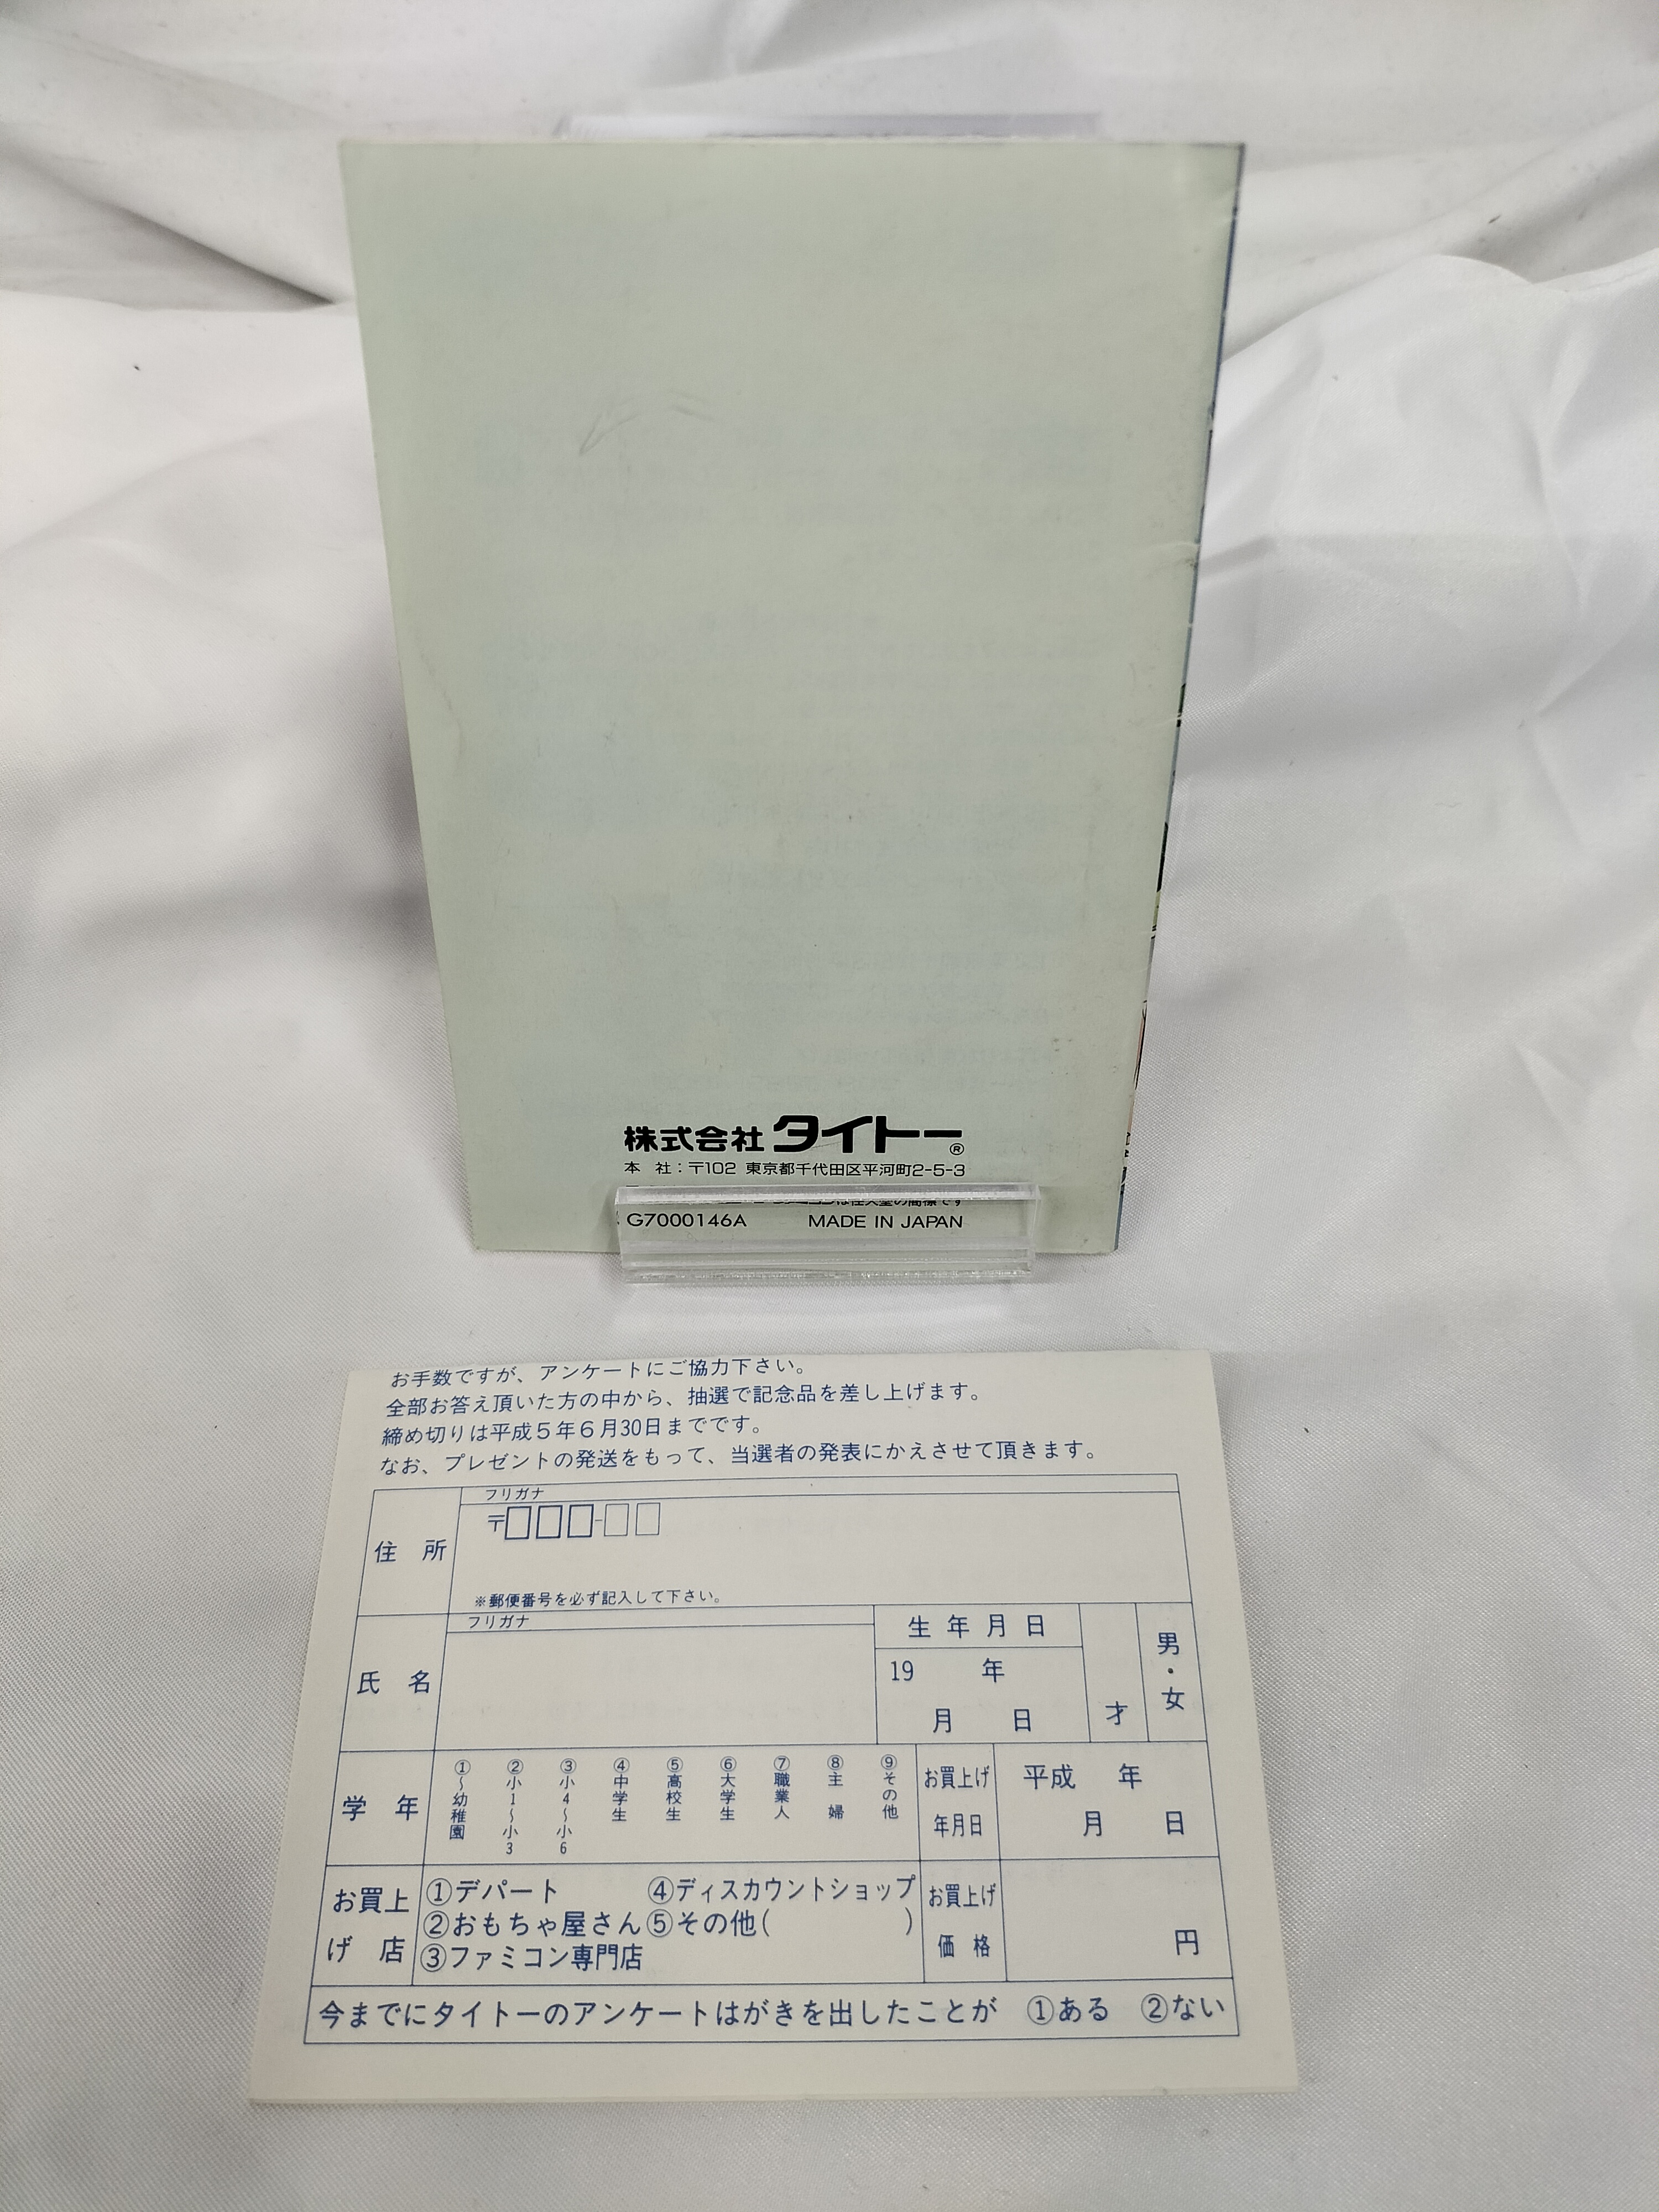 株式会社 タイトー®
本 社：〒102 東京都千代田区平河町2-5-3
は任天堂の商標です
G7000146A MADE IN JAPAN
お手数ですが、アンケートにご協力下さい。
全部お答え頂いた方の中から、抽選で記念品を差し上げます。
締め切りは平成5年6月30日までです。
なお、プレゼントの発送をもって、当選者の発表にかえさせて頂きます。
フリガナ
住 所
〒□□□-□□
※郵便番号を必ず記入して下さい。
フリガナ
氏 名
生年月日
19 年
月 日
才
男・女
学 年
①〜幼稚園
②小1〜小3
③小4〜小6
④中学生
⑤高校生
⑥大学生
⑦職業人
⑧主 婦
⑨その他
お買上げ
年月日
平成 年
月 日
お買上
げ 店
①デパート ④ディスカウントショップ
②おもちゃ屋さん ⑤その他( )
③ファミコン専門店
お買上げ
価 格
円
今までにタイトーのアンケートはがきを出したことが ①ある ②ない